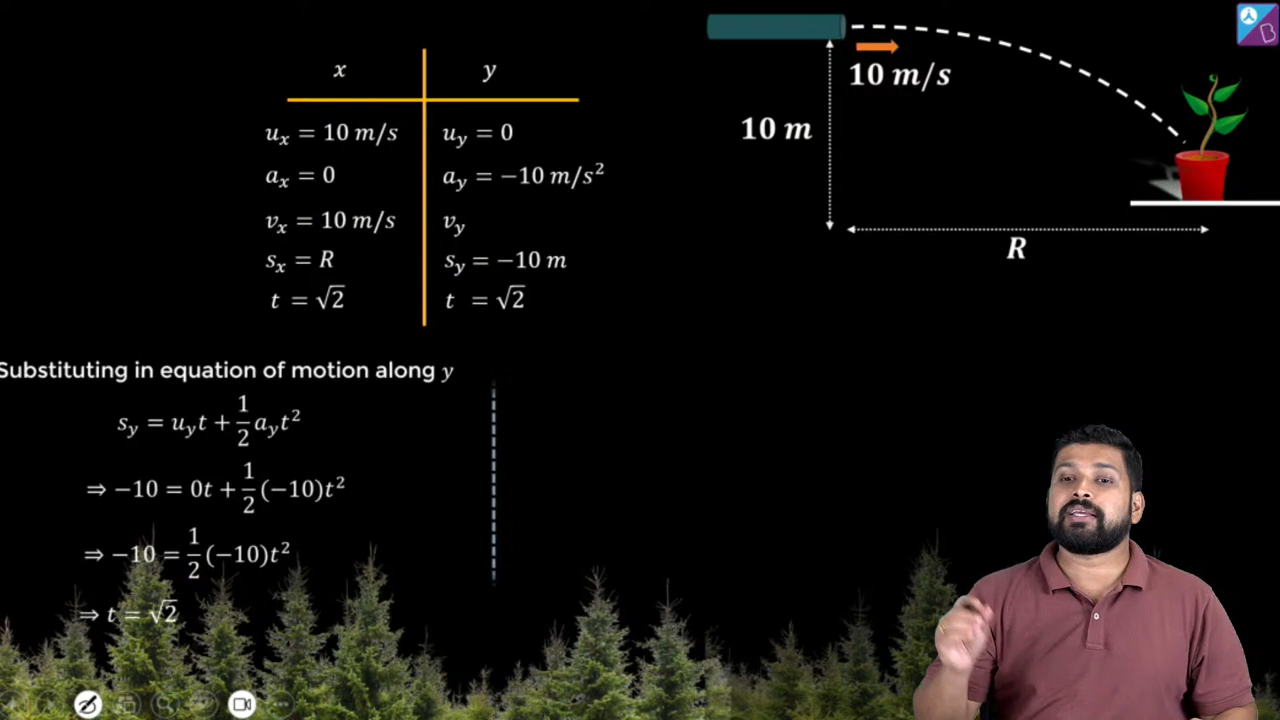 x y
u_x = 10 m/s u_y = 0
a_x = 0 a_y = −10 m/s²
v_x = 10 m/s v_y
s_x = R s_y = −10 m
t = √2 t = √2
10 m/s
10 m
R
B
Substituting in equation of motion along y
s_y = u_y t + 1/2 a_y t²
⇒ −10 = 0t + 1/2 (−10)t²
⇒ −10 = 1/2 (−10)t²
⇒ t = √2